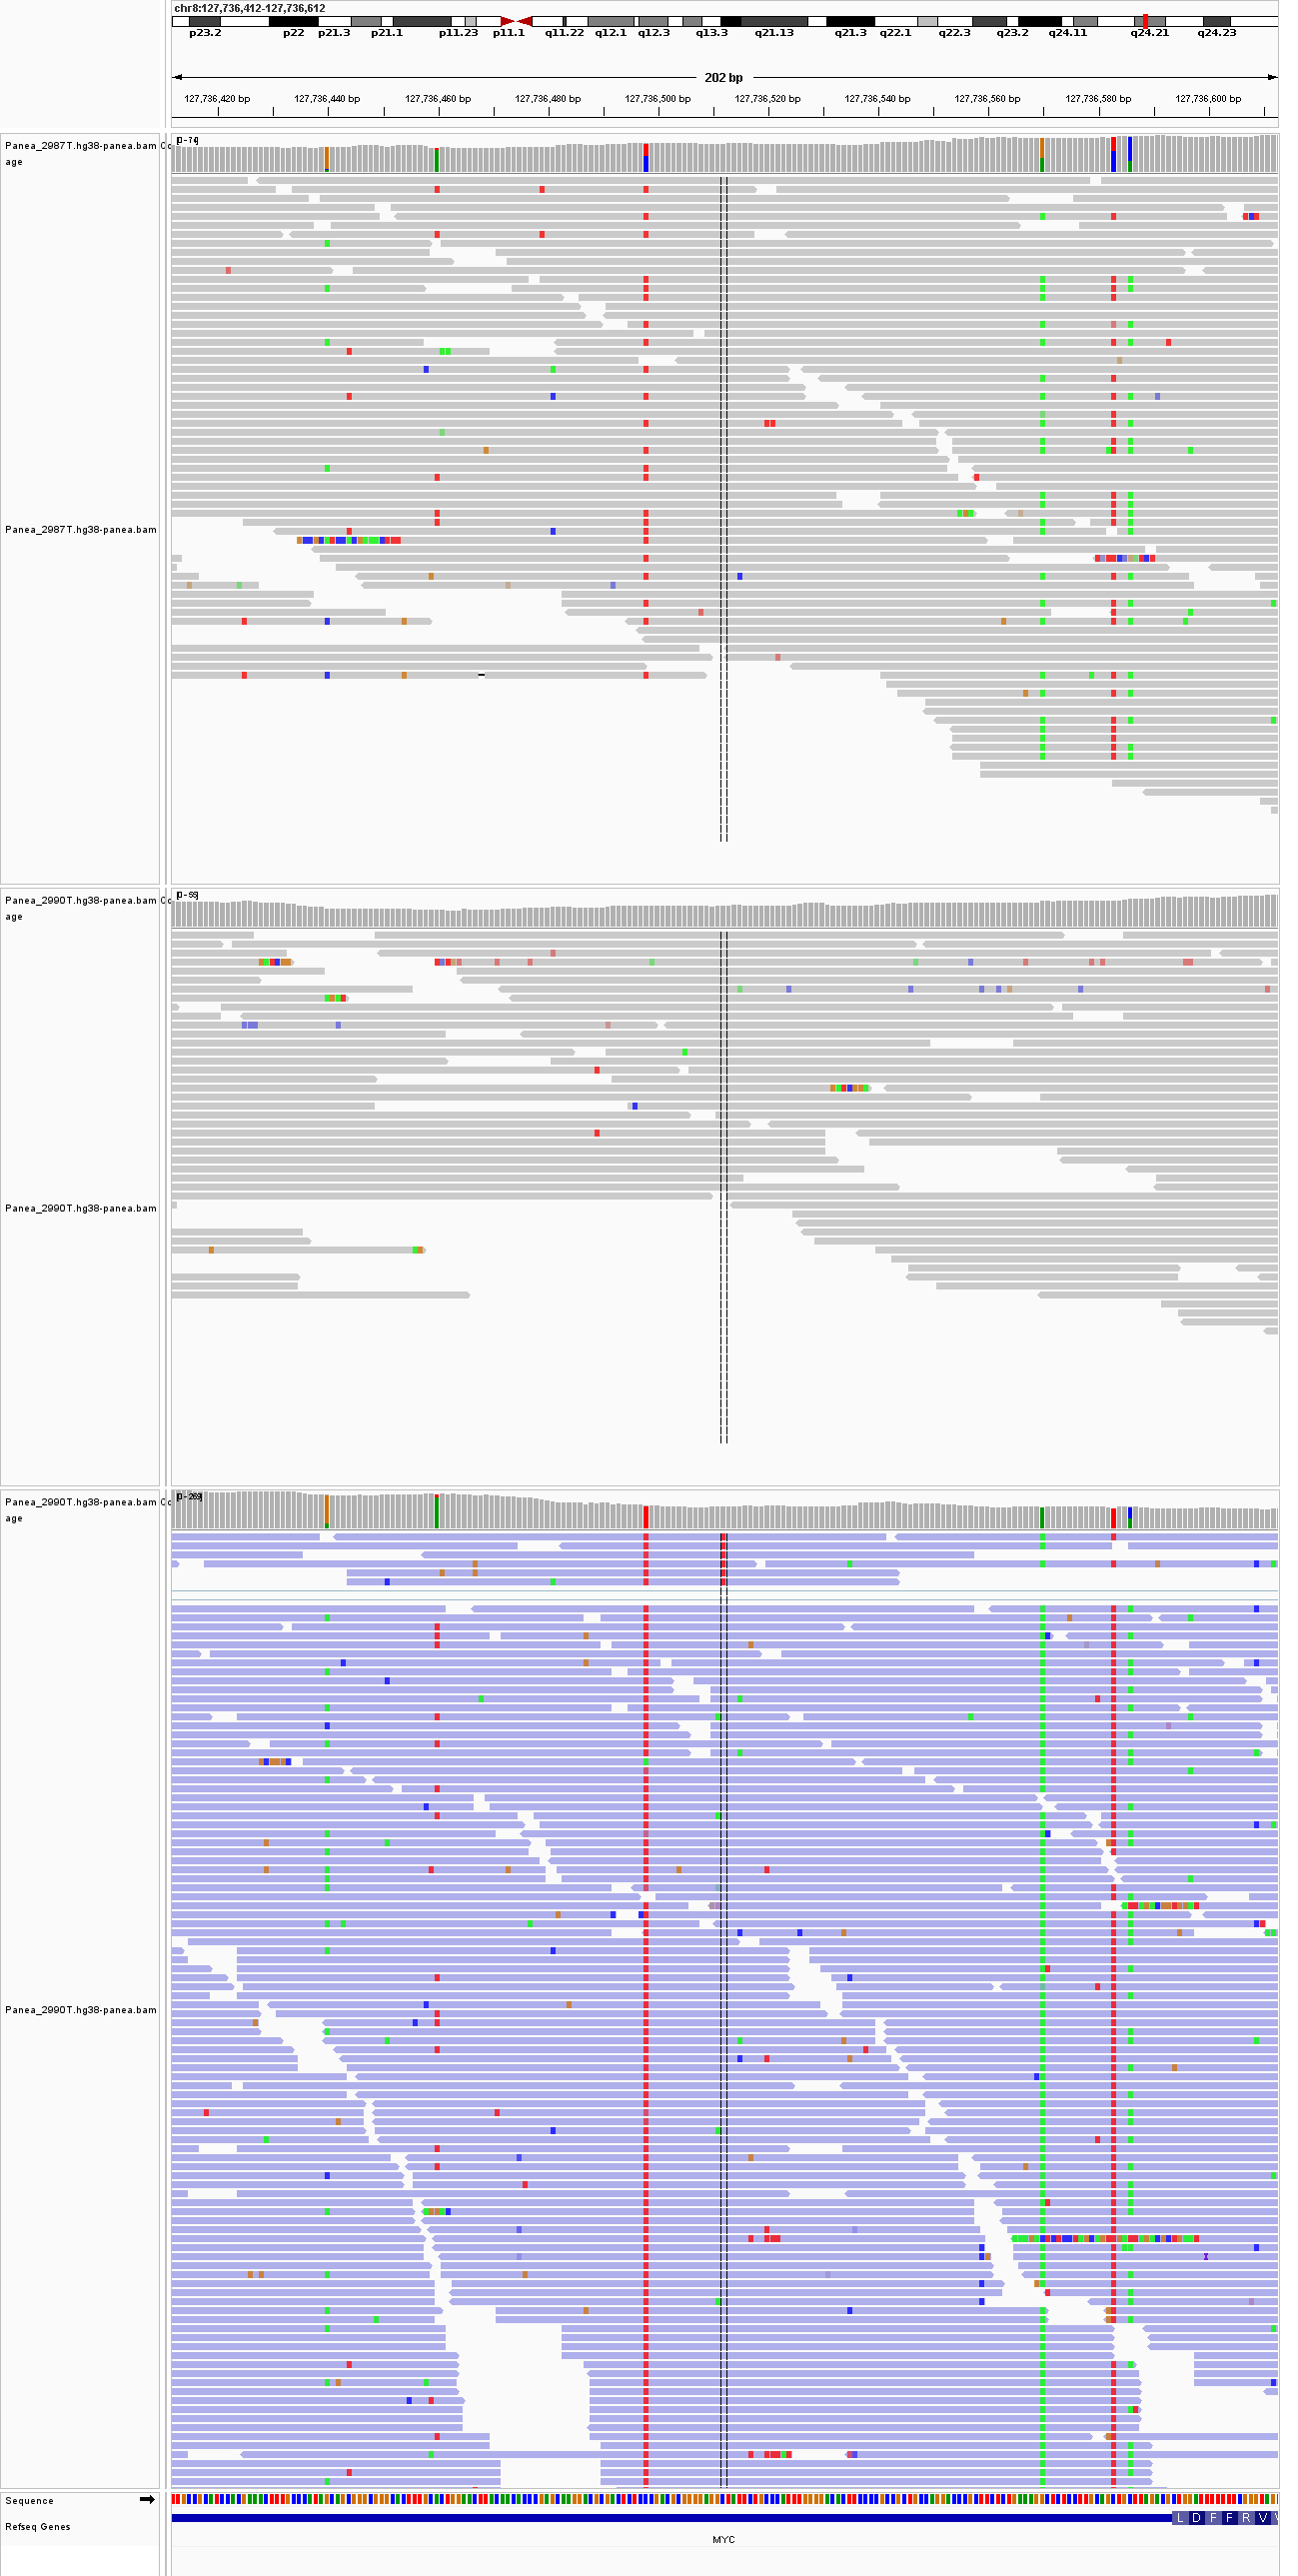 chr8:127,736,412-127,736,612
p23.2 p22 p21.3 p21.1 p11.23 p11.1 q11.22 q12.1 q12.3 q13.3 q21.13 q21.3 q22.1 q22.3 q23.2 q24.11 q24.21 q24.23
202 bp
127,736,420 bp 127,736,440 bp 127,736,460 bp 127,736,480 bp 127,736,500 bp 127,736,520 bp 127,736,540 bp 127,736,560 bp 127,736,580 bp 127,736,600 bp
Panea_2987T.hg38-panea.bam Co
age
[0-74]
Panea_2987T.hg38-panea.bam
Panea_2990T.hg38-panea.bam Co
age
Panea_2990T.hg38-panea.bam
Panea_2990T.hg38-panea.bam Co
age
[0-269]
Panea_2990T.hg38-panea.bam
Sequence
Refseq Genes
L D F F R V V
MYC